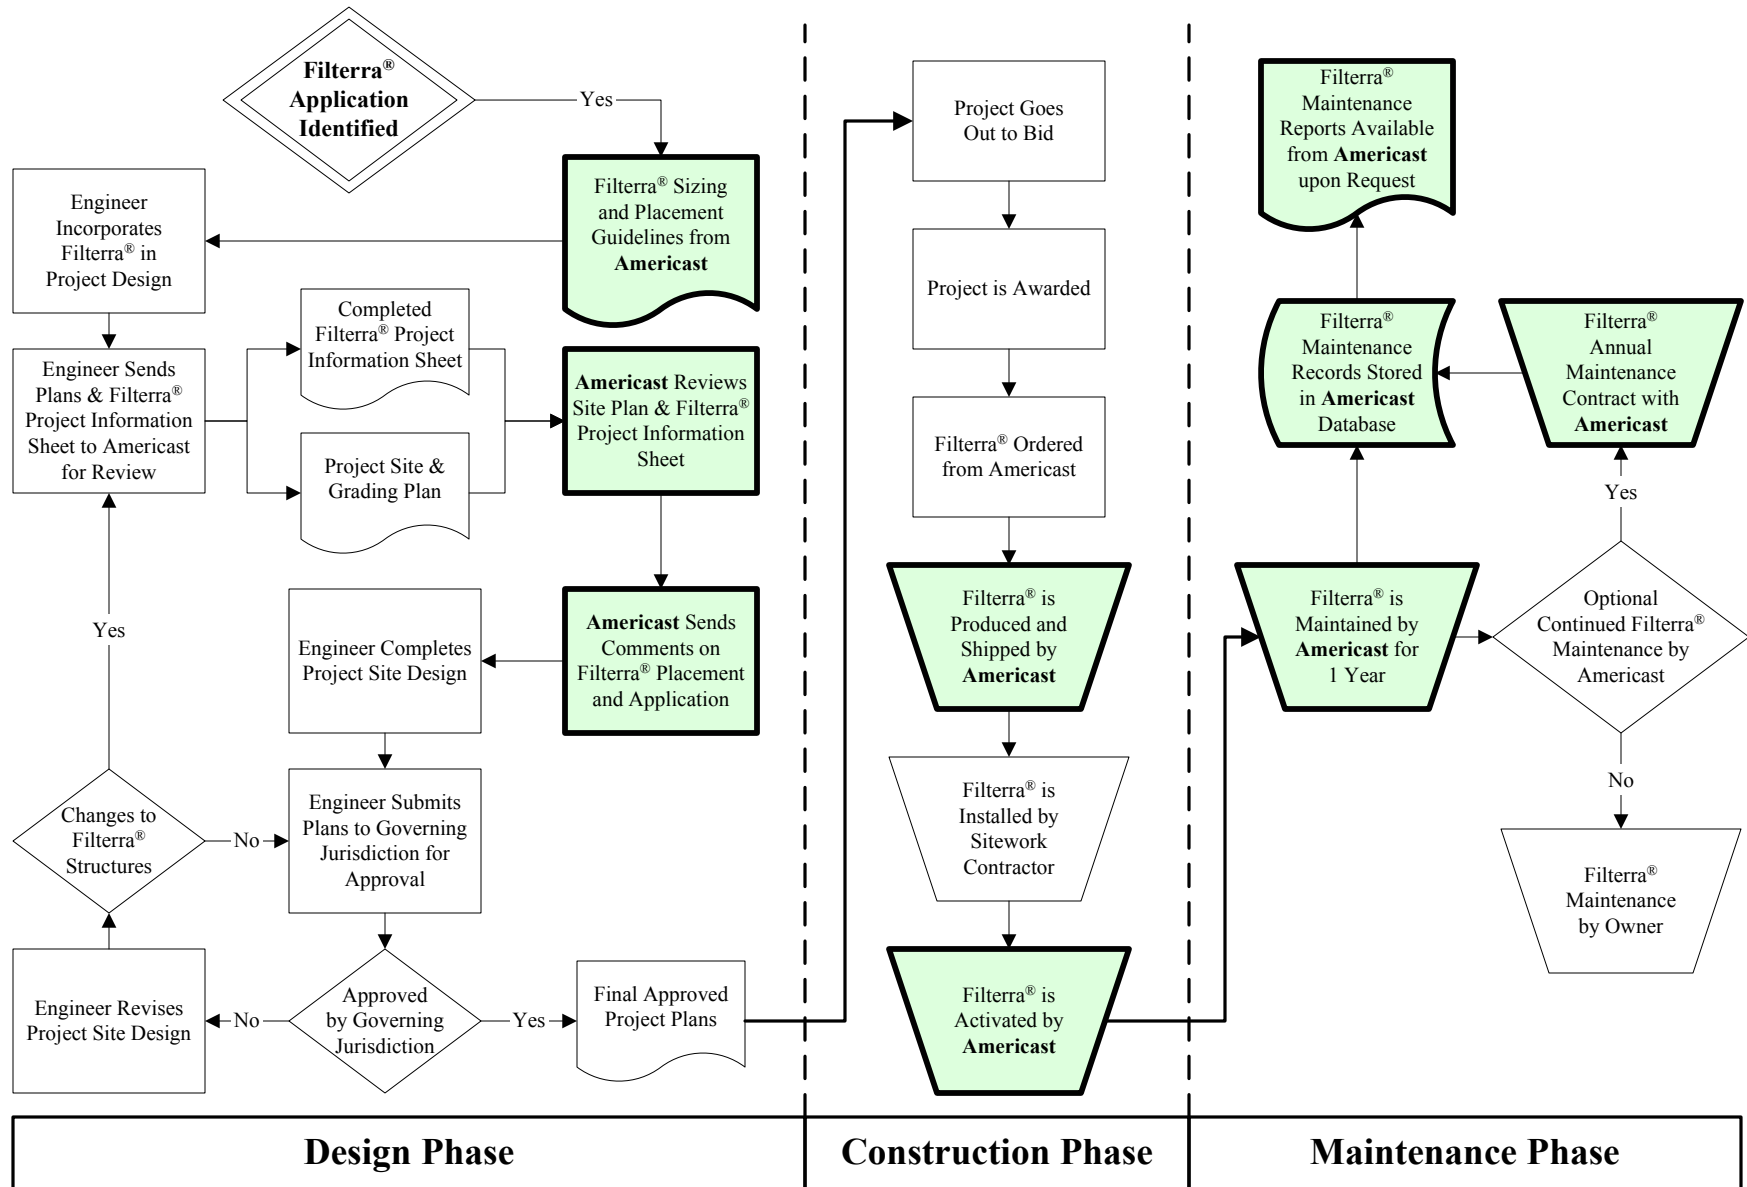 Filterra®
Application
Identified
Yes
Filterra® Sizing
and Placement
Guidelines from
Americast
Engineer
Incorporates
Filterra® in
Project Design
Engineer Sends
Plans & Filterra®
Project Information
Sheet to Americast
for Review
Completed
Filterra® Project
Information Sheet
Project Site &
Grading Plan
Americast Reviews
Site Plan & Filterra®
Project Information
Sheet
Americast Sends
Comments on
Filterra® Placement
and Application
Engineer Completes
Project Site Design
Engineer Submits
Plans to Governing
Jurisdiction for
Approval
Approved
by Governing
Jurisdiction
No
Engineer Revises
Project Site Design
Changes to
Filterra®
Structures
No
Yes
Yes
Final Approved
Project Plans
Design Phase
Project Goes
Out to Bid
Project is Awarded
Filterra® Ordered
from Americast
Filterra® is
Produced and
Shipped by
Americast
Filterra® is
Installed by
Sitework
Contractor
Filterra® is
Activated by
Americast
Construction Phase
Filterra®
Maintenance
Reports Available
from Americast
upon Request
Filterra®
Maintenance
Records Stored
in Americast
Database
Filterra®
Annual
Maintenance
Contract with
Americast
Yes
Filterra® is
Maintained by
Americast for
1 Year
Optional
Continued Filterra®
Maintenance by
Americast
No
Filterra®
Maintenance
by Owner
Maintenance Phase